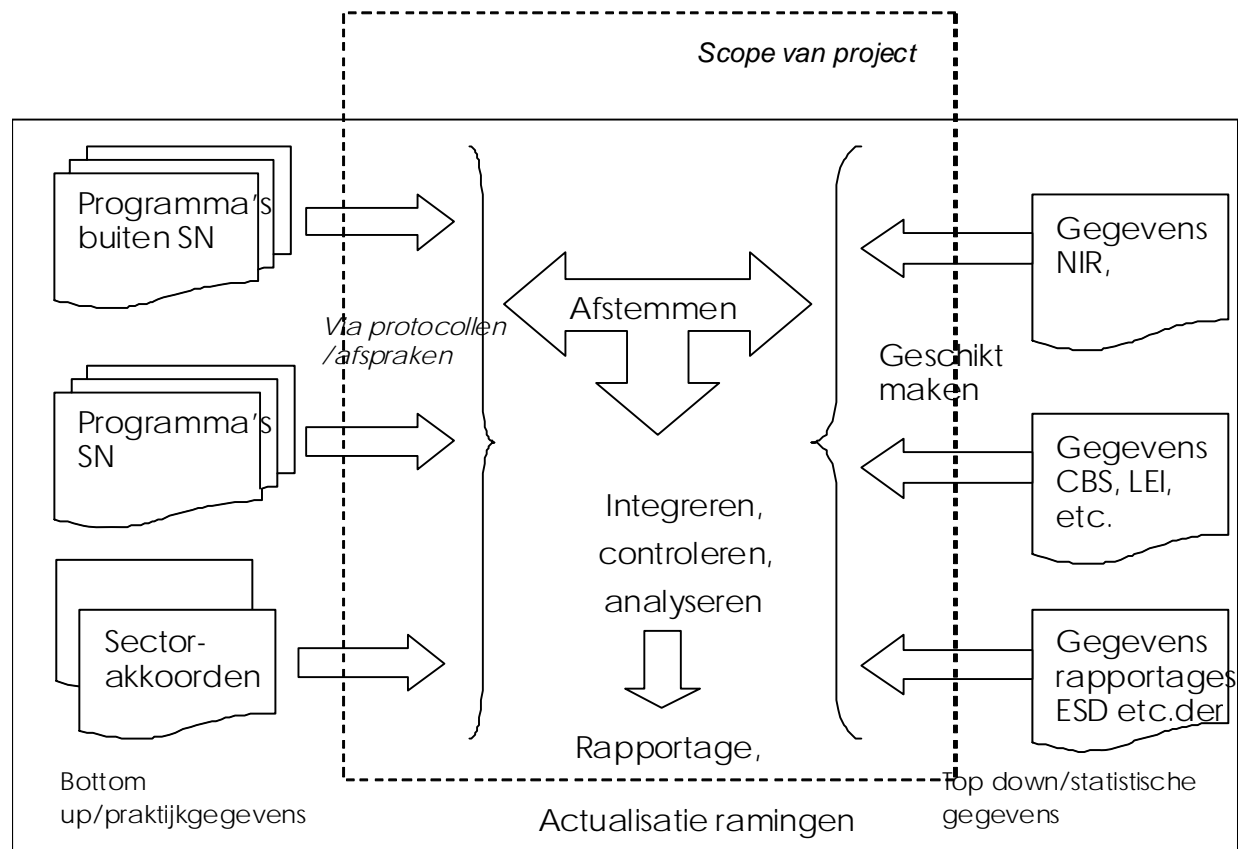 Scope van project
Programma's
buiten SN
Via protocollen
/afspraken
Programma's
SN
Sector-
akkoorden
Bottom
up/praktijkgegevens
Afstemmen
Integreren,
controleren,
analyseren
Rapportage,
Actualisatie ramingen
Geschikt
maken
Gegevens
NIR,
Gegevens
CBS, LEI,
etc.
Gegevens
rapportages
ESD etc.der
Top down/statistische
gegevens